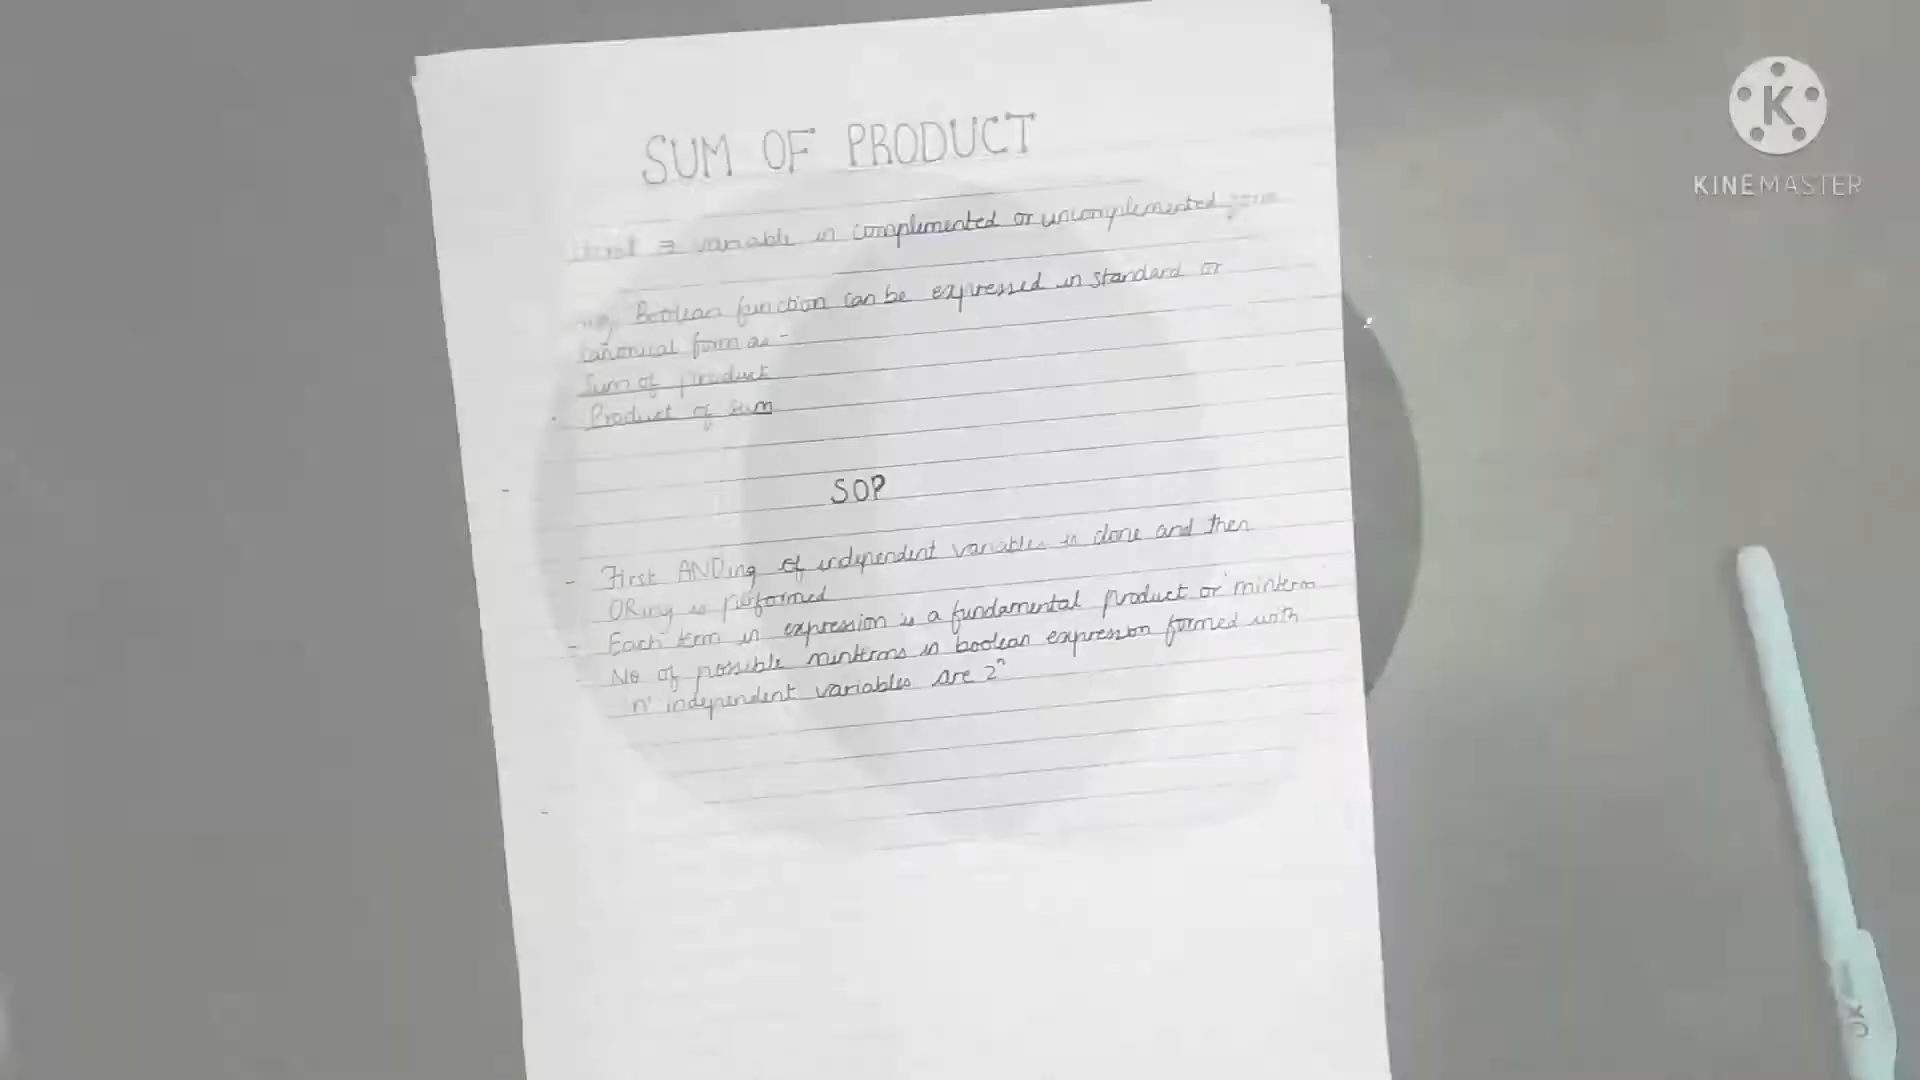 SUM OF PRODUCT
variable in complemented or uncomplemented form
Boolean function can be expressed in standard or
canonical form as -
Sum of product
· Product of sum
SOP
- First ANDing of independent variables is done and then
ORing is performed
- Each term in expression is a fundamental product or 'minterm'
- No of possible minterms in boolean expression formed with
'n' independent variables are 2ⁿ
K
KINEMASTER